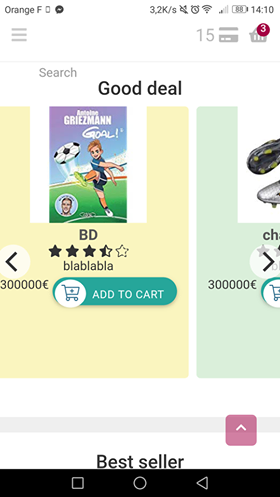 Orange F 3,2K/s 88 14:10
15 3
Search
Good deal
Antoine
GRIEZMANN
GOAL!
BD
blablabla
300000€ ADD TO CART
cha
300000€
Best seller